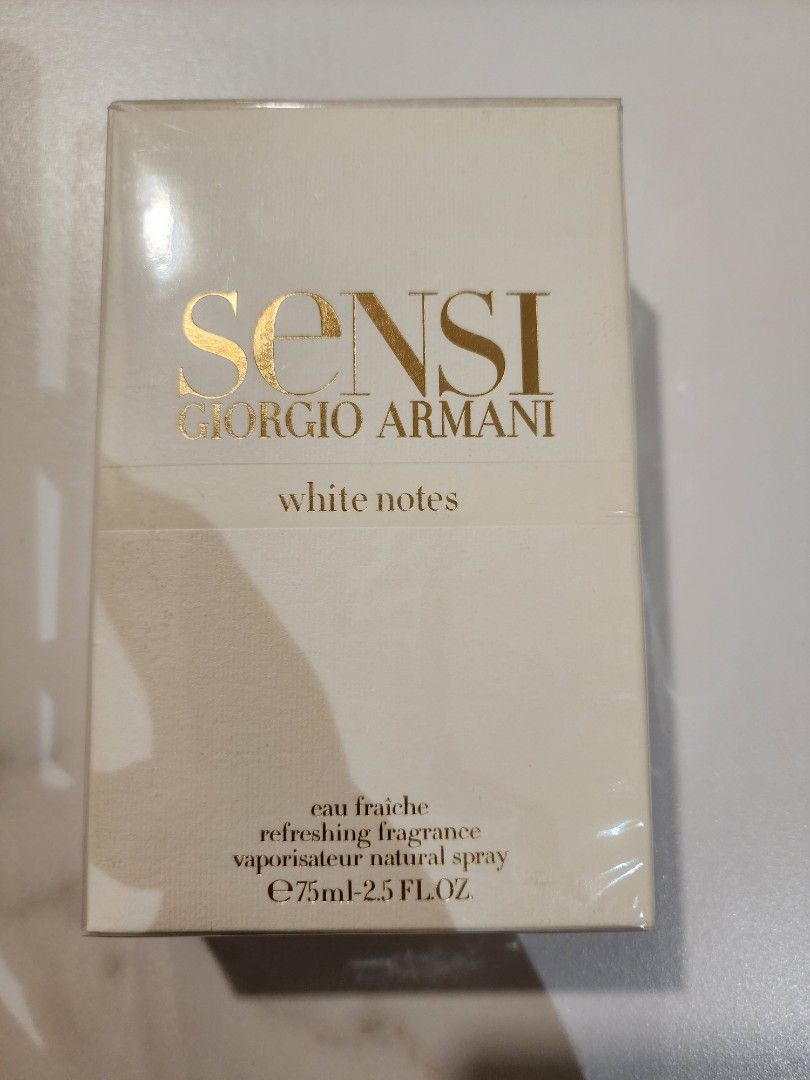 SeNSI
GIORGIO ARMANI
white notes
eau fraîche
refreshing fragrance
vaporisateur natural spray
℮75ml-2.5 FL.OZ.